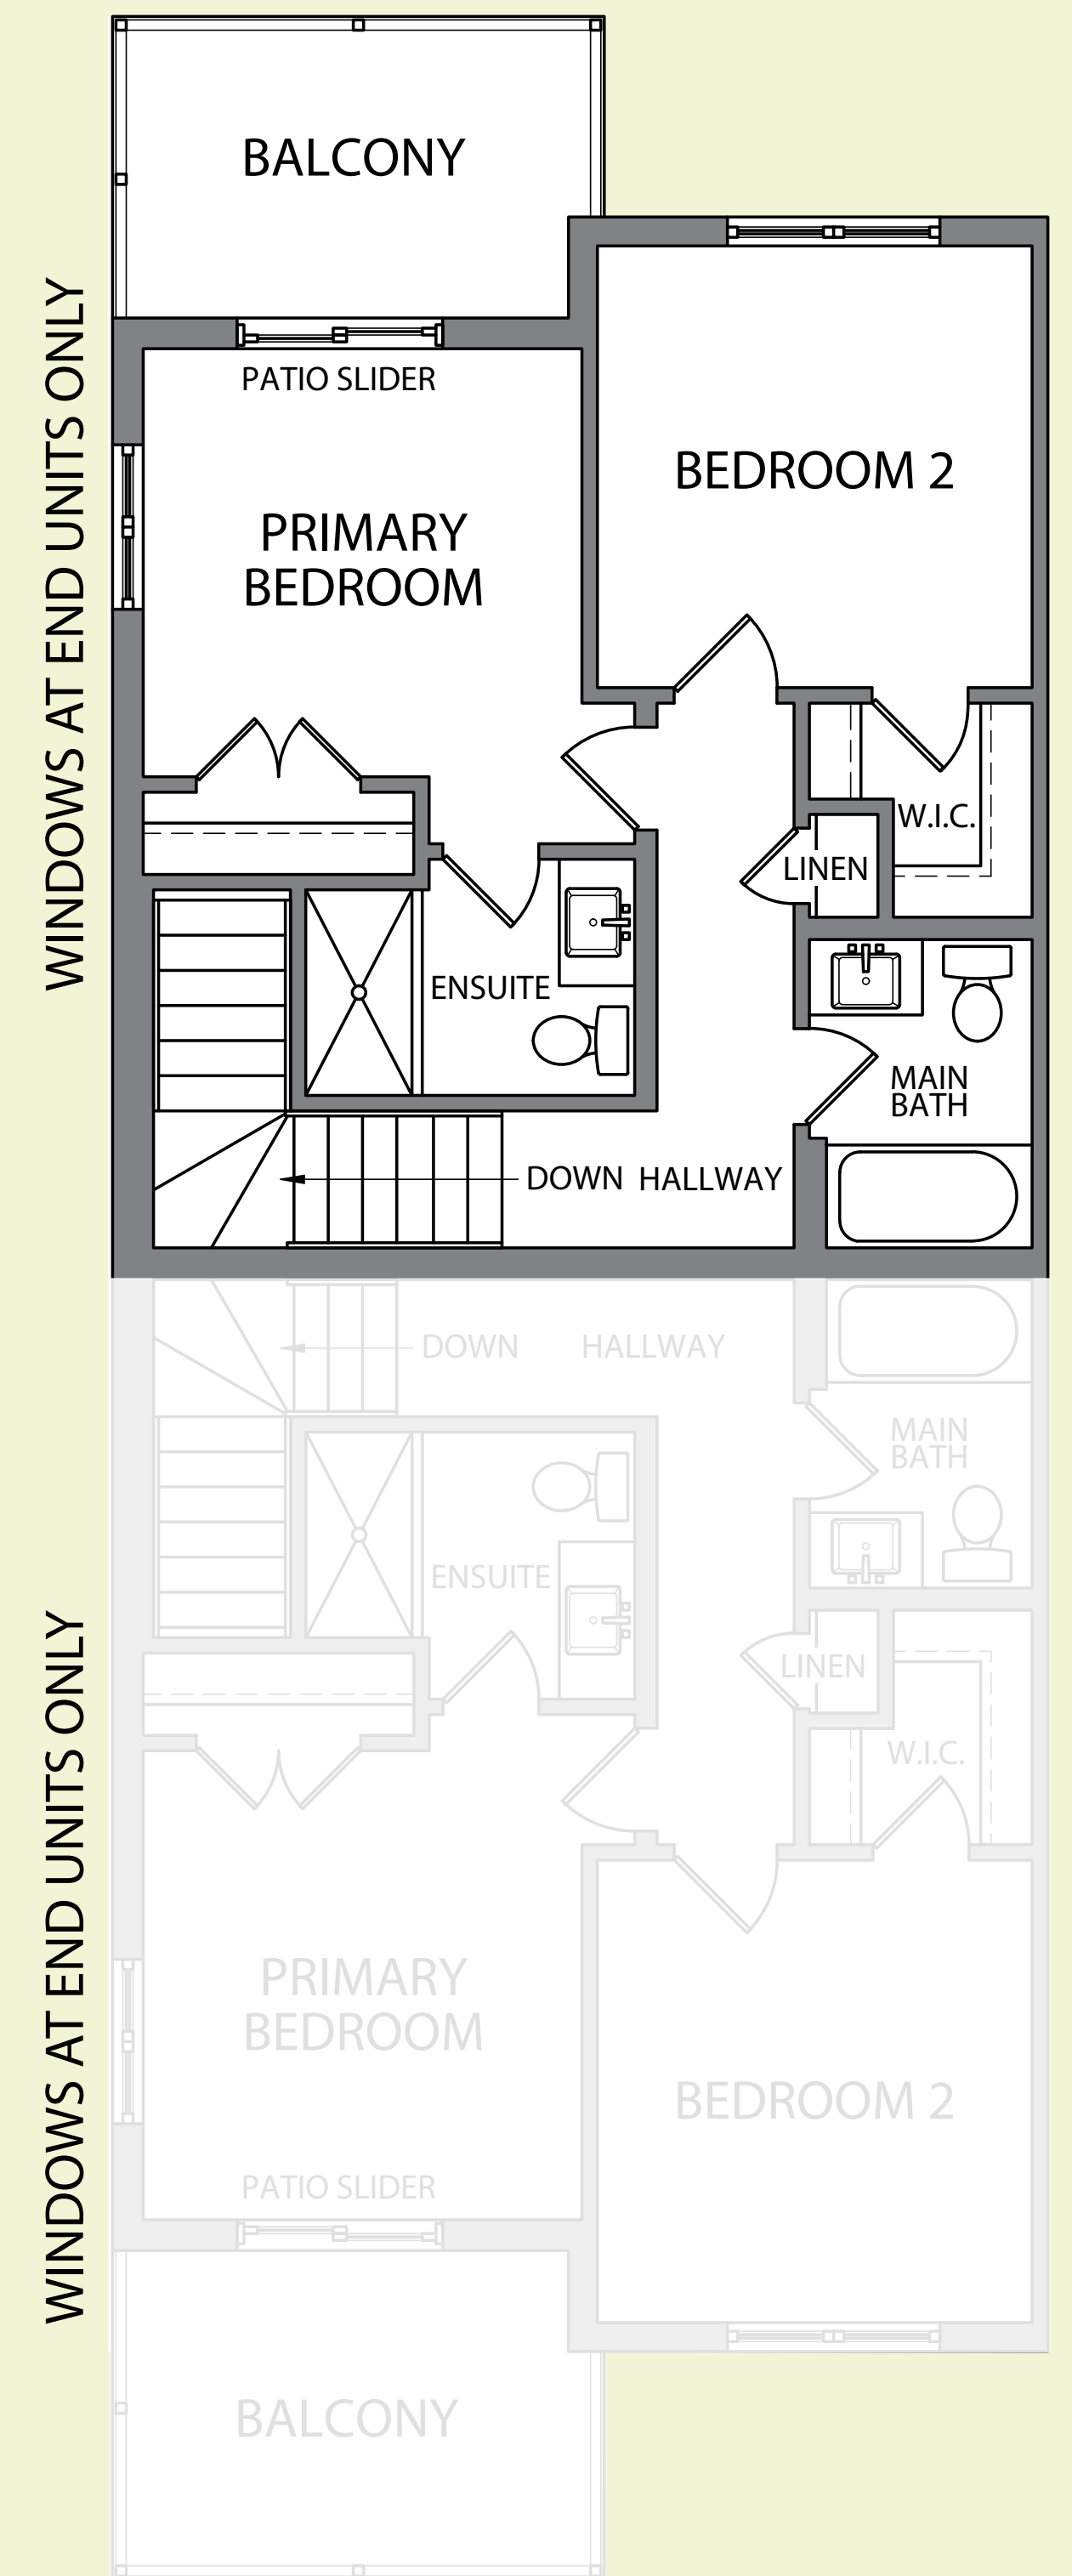 BALCONY
WINDOWS AT END UNITS ONLY
PATIO SLIDER
BEDROOM 2
PRIMARY
BEDROOM
W.I.C.
LINEN
ENSUITE
MAIN
BATH
DOWN HALLWAY
DOWN HALLWAY
MAIN
BATH
ENSUITE
LINEN
W.I.C.
WINDOWS AT END UNITS ONLY
PRIMARY
BEDROOM
BEDROOM 2
PATIO SLIDER
BALCONY